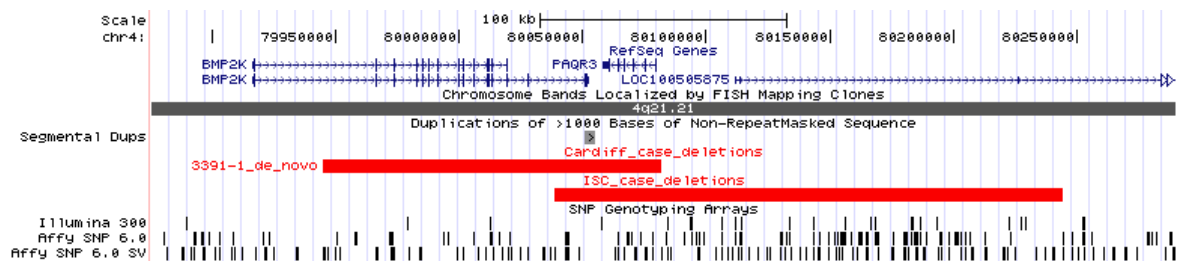 Scale 100 kb
chr4: 79950000| 80000000| 80050000| 80100000| 80150000| 80200000| 80250000|
RefSeq Genes
BMP2K PAQR3
BMP2K LOC100505875
Chromosome Bands Localized by FISH Mapping Clones
4q21.21
Duplications of >1000 Bases of Non-RepeatMasked Sequence
Segmental Dups
Cardiff_case_deletions
3391-1_de_novo
ISC_case_deletions
SNP Genotyping Arrays
Illumina 300
Affy SNP 6.0
Affy SNP 6.0 SV